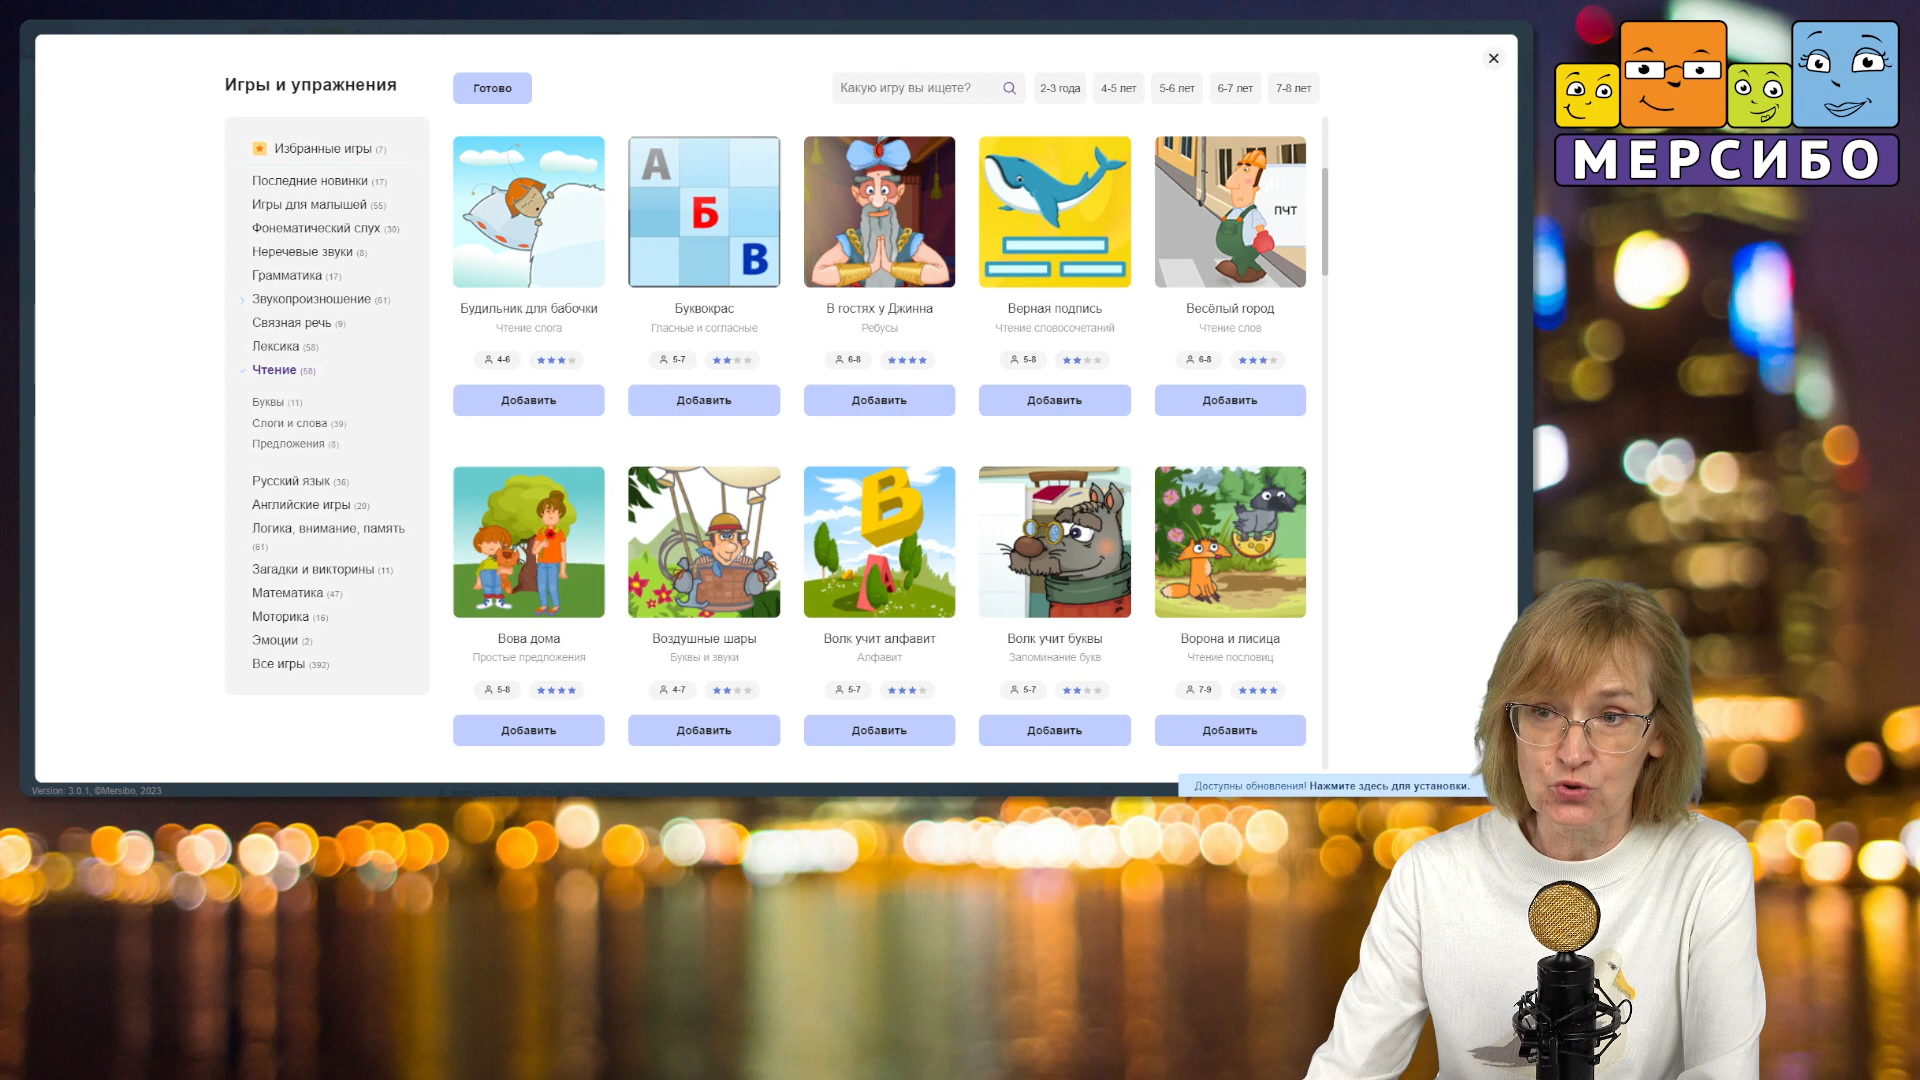 Игры и упражнения
Готово
Какую игру вы ищете?
2-3 года
4-5 лет
5-6 лет
6-7 лет
7-8 лет
МЕРСИБО
Избранные игры (7)
Последние новинки (17)
Игры для малышей (55)
Фонематический слух (30)
Неречевые звуки (8)
Грамматика (17)
Звукопроизношение (61)
Связная речь (9)
Лексика (58)
Чтение (58)
Буквы (11)
Слоги и слова (39)
Предложения (8)
Русский язык (36)
Английские игры (20)
Логика, внимание, память
(61)
Загадки и викторины (11)
Математика (47)
Моторика (16)
Эмоции (2)
Все игры (392)
А
Б
В
ПЧТ
Будильник для бабочки
Чтение слога
4-6
Добавить
Буквокрас
Гласные и согласные
5-7
Добавить
В гостях у Джинна
Ребусы
6-8
Добавить
Верная подпись
Чтение словосочетаний
5-8
Добавить
Весёлый город
Чтение слов
6-8
Добавить
В
А
Вова дома
Простые предложения
5-8
Добавить
Воздушные шары
Буквы и звуки
4-7
Добавить
Волк учит алфавит
Алфавит
5-7
Добавить
Волк учит буквы
Запоминание букв
5-7
Добавить
Ворона и лисица
Чтение пословиц
7-9
Добавить
Version: 3.0.1, ©Mersibo, 2023
Доступны обновления! Нажмите здесь для установки.